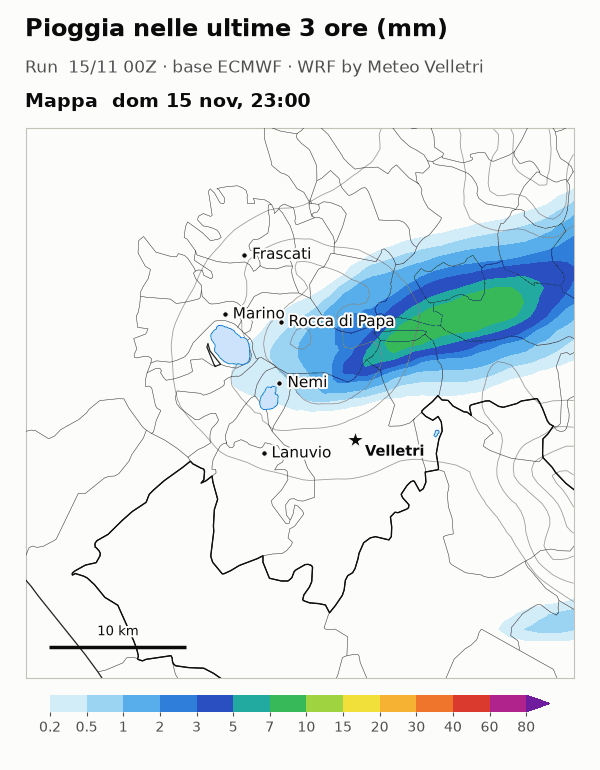 Pioggia nelle ultime 3 ore (mm)
Run  15/11 00Z · base ECMWF · WRF by Meteo Velletri
Mappa  dom 15 nov, 23:00
Frascati
Marino
Rocca di Papa
Nemi
Velletri
Lanuvio
10 km
0.2 0.5 1 2 3 5 7 10 15 20 30 40 60 80